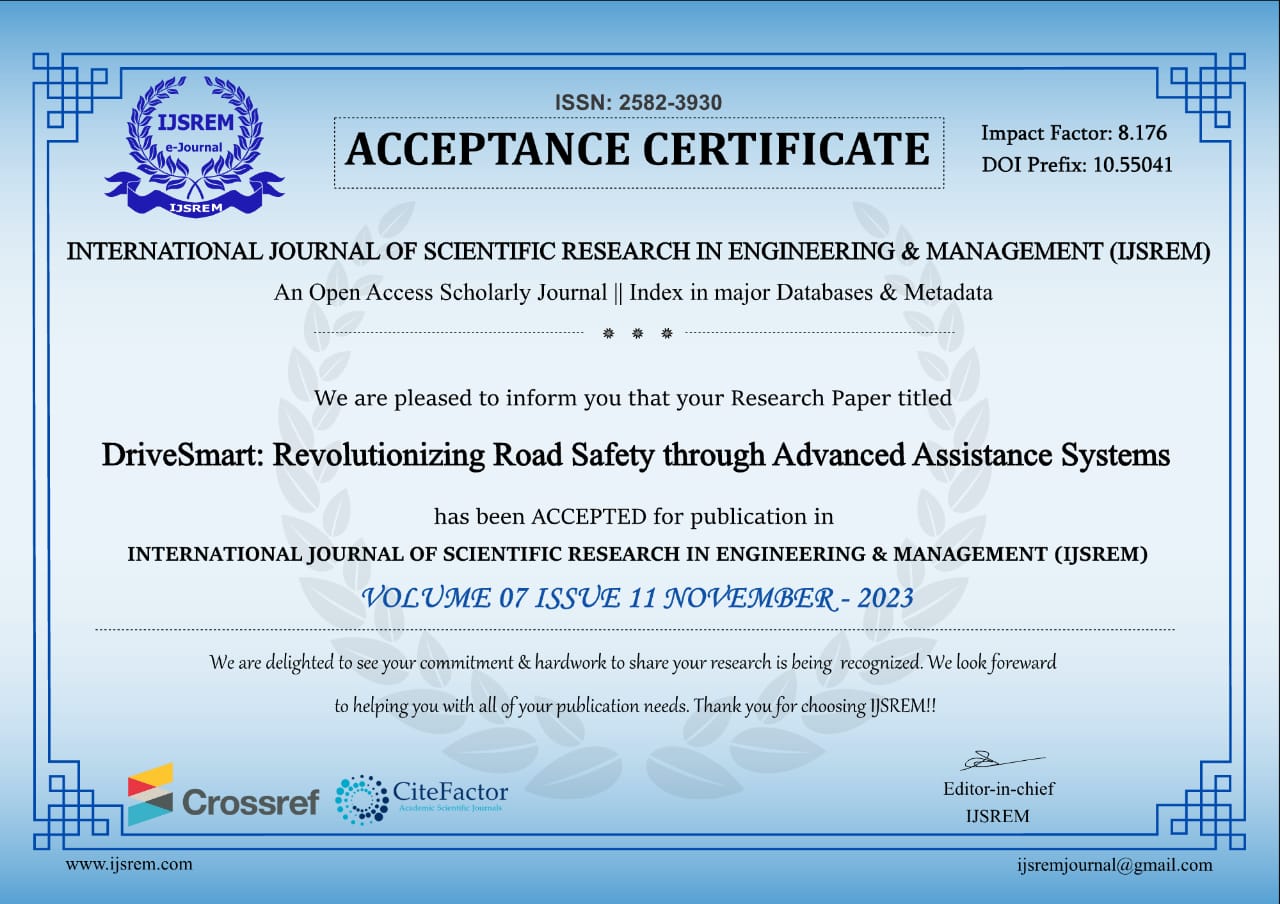 ISSN: 2582-3930
IJSREM
e-Journal
IJSREM
ACCEPTANCE CERTIFICATE
Impact Factor: 8.176
DOI Prefix: 10.55041
INTERNATIONAL JOURNAL OF SCIENTIFIC RESEARCH IN ENGINEERING & MANAGEMENT (IJSREM)
An Open Access Scholarly Journal || Index in major Databases & Metadata
We are pleased to inform you that your Research Paper titled
DriveSmart: Revolutionizing Road Safety through Advanced Assistance Systems
has been ACCEPTED for publication in
INTERNATIONAL JOURNAL OF SCIENTIFIC RESEARCH IN ENGINEERING & MANAGEMENT (IJSREM)
VOLUME 07 ISSUE 11 NOVEMBER - 2023
We are delighted to see your commitment & hardwork to share your research is being recognized. We look foreward
to helping you with all of your publication needs. Thank you for choosing IJSREM!!
Crossref
CiteFactor
Academic Scientific Journals
Editor-in-chief
IJSREM
www.ijsrem.com
ijsremjournal@gmail.com